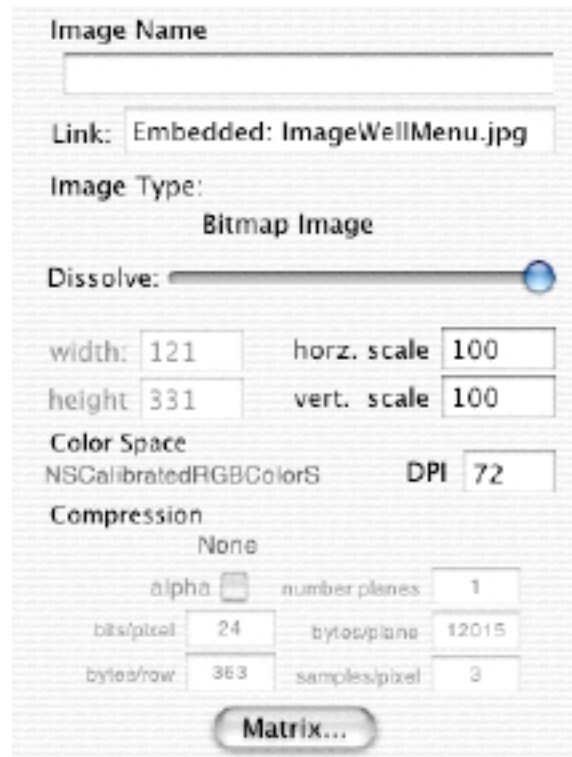 Image Name
Link: Embedded: ImageWellMenu.jpg
Image Type:
Bitmap Image
Dissolve:
width: 121 horz. scale 100
height 331 vert. scale 100
Color Space
NSCalibratedRGBColorS DPI 72
Compression
None
alpha number planes 1
bits/pixel 24 bytes/plane 12015
bytes/row 363 samples/pixel 3
Matrix...